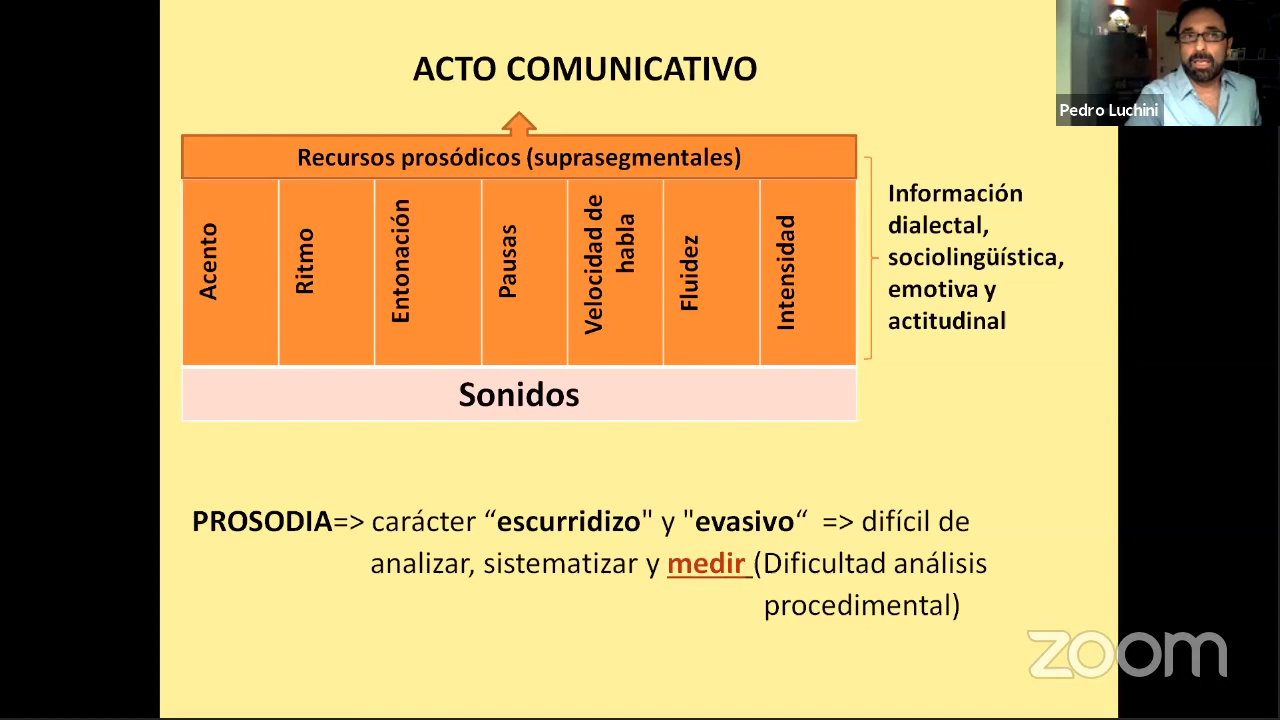 ACTO COMUNICATIVO
Pedro Luchini
Recursos prosódicos (suprasegmentales)
Acento
Ritmo
Entonación
Pausas
Velocidad de
habla
Fluidez
Intensidad
Información
dialectal,
sociolingüística,
emotiva y
actitudinal
Sonidos
PROSODIA=> carácter “escurridizo" y "evasivo“ => difícil de
analizar, sistematizar y medir (Dificultad análisis
procedimental)
zoom